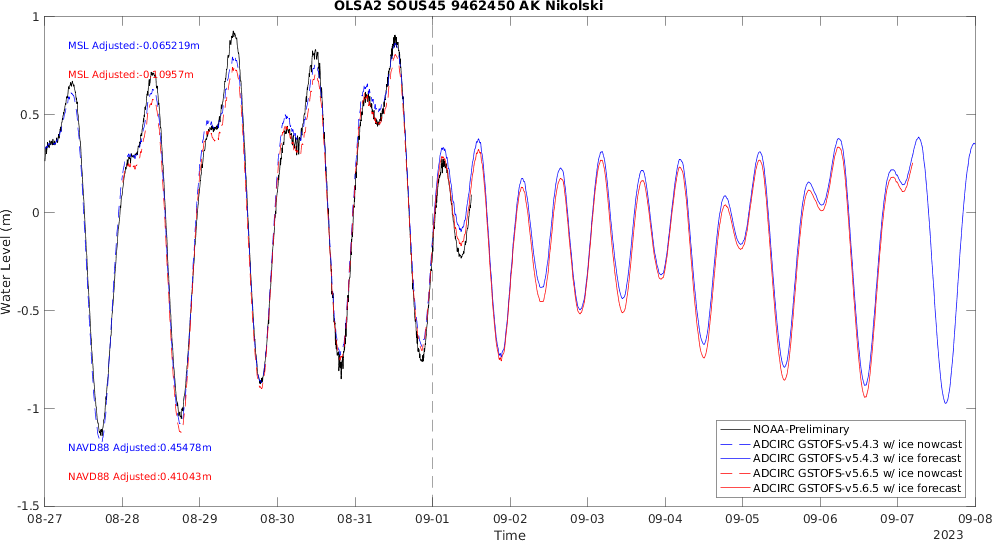 OLSA2 SOUS45 9462450 AK Nikolski
1
MSL Adjusted:-0.065219m
MSL Adjusted:-0.10957m
0.5
0
Water Level (m)
-0.5
-1
NAVD88 Adjusted:0.45478m
NAVD88 Adjusted:0.41043m
-1.5
NOAA-Preliminary
ADCIRC GSTOFS-v5.4.3 w/ ice nowcast
ADCIRC GSTOFS-v5.4.3 w/ ice forecast
ADCIRC GSTOFS-v5.6.5 w/ ice nowcast
ADCIRC GSTOFS-v5.6.5 w/ ice forecast
08-27 08-28 08-29 08-30 08-31 09-01 09-02 09-03 09-04 09-05 09-06 09-07 09-08
Time
2023